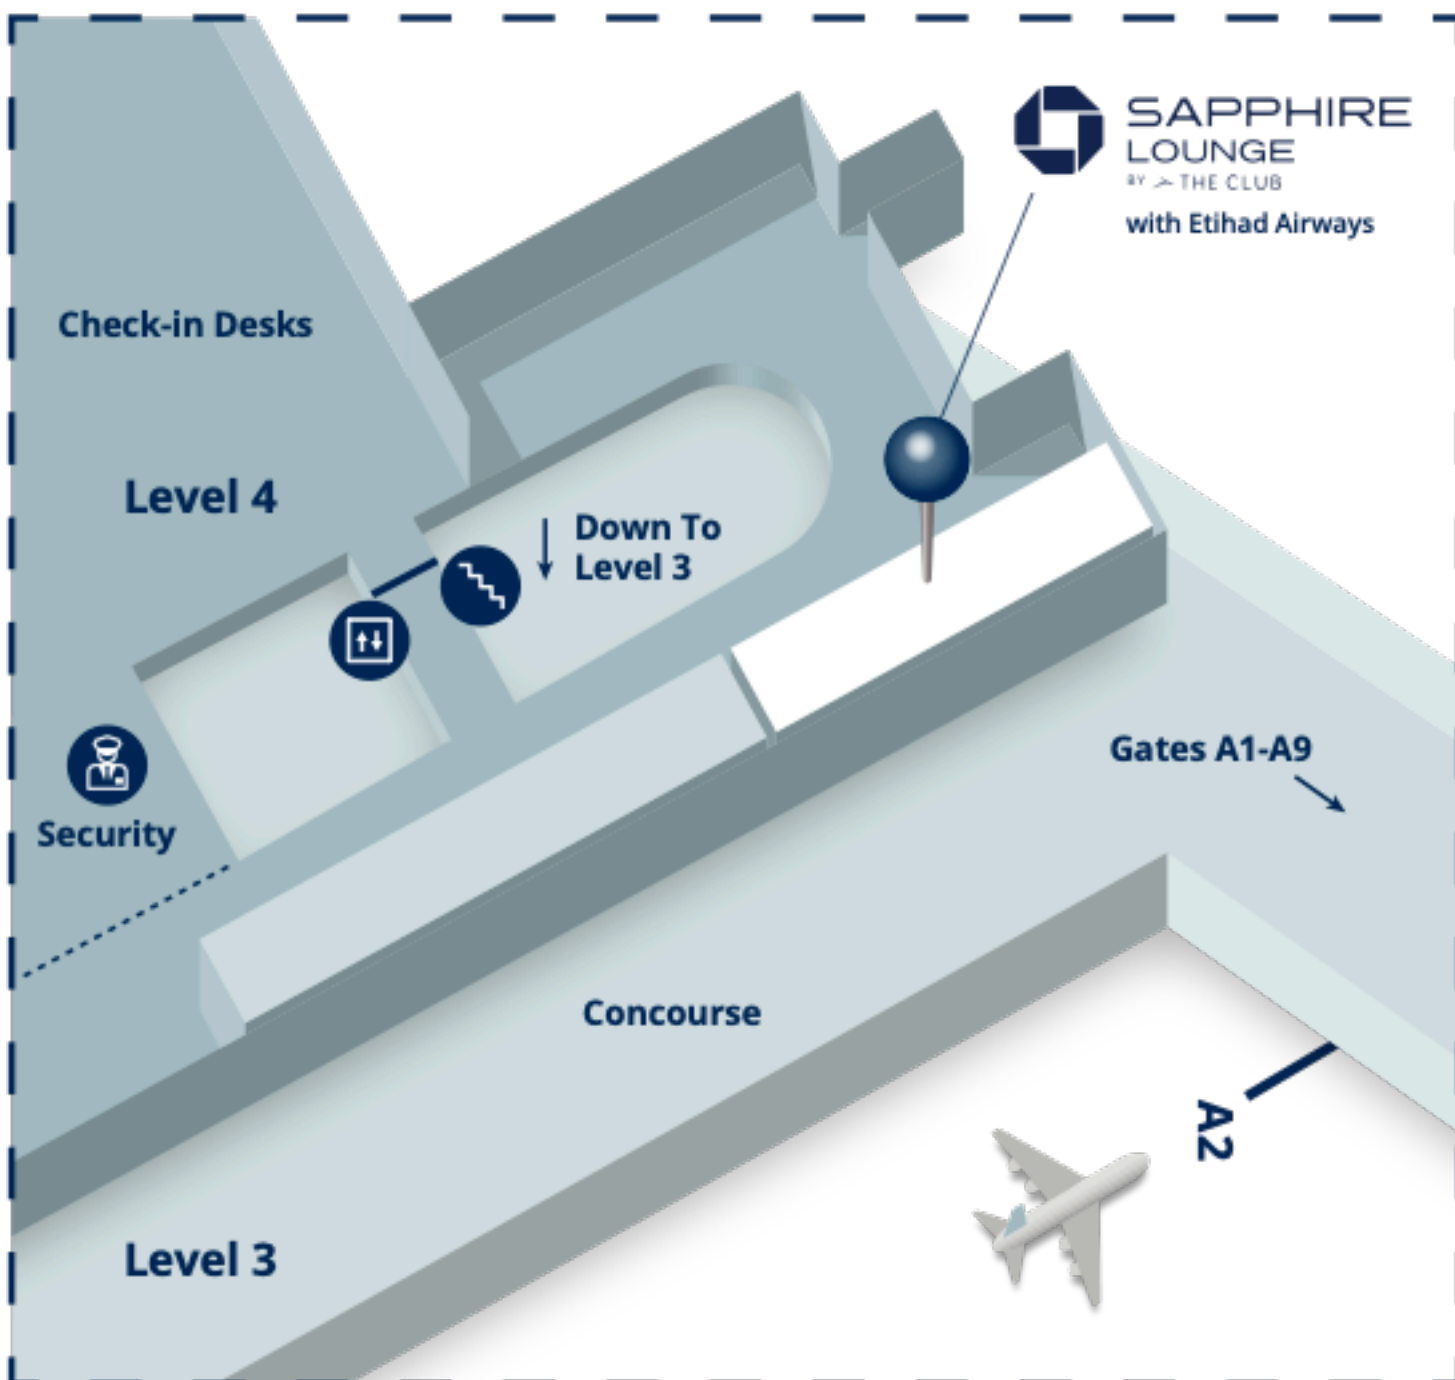 SAPPHIRE
LOUNGE
BY THE CLUB
with Etihad Airways
Check-in Desks
Level 4
Down To
Level 3
Gates A1-A9
Security
Concourse
A2
Level 3